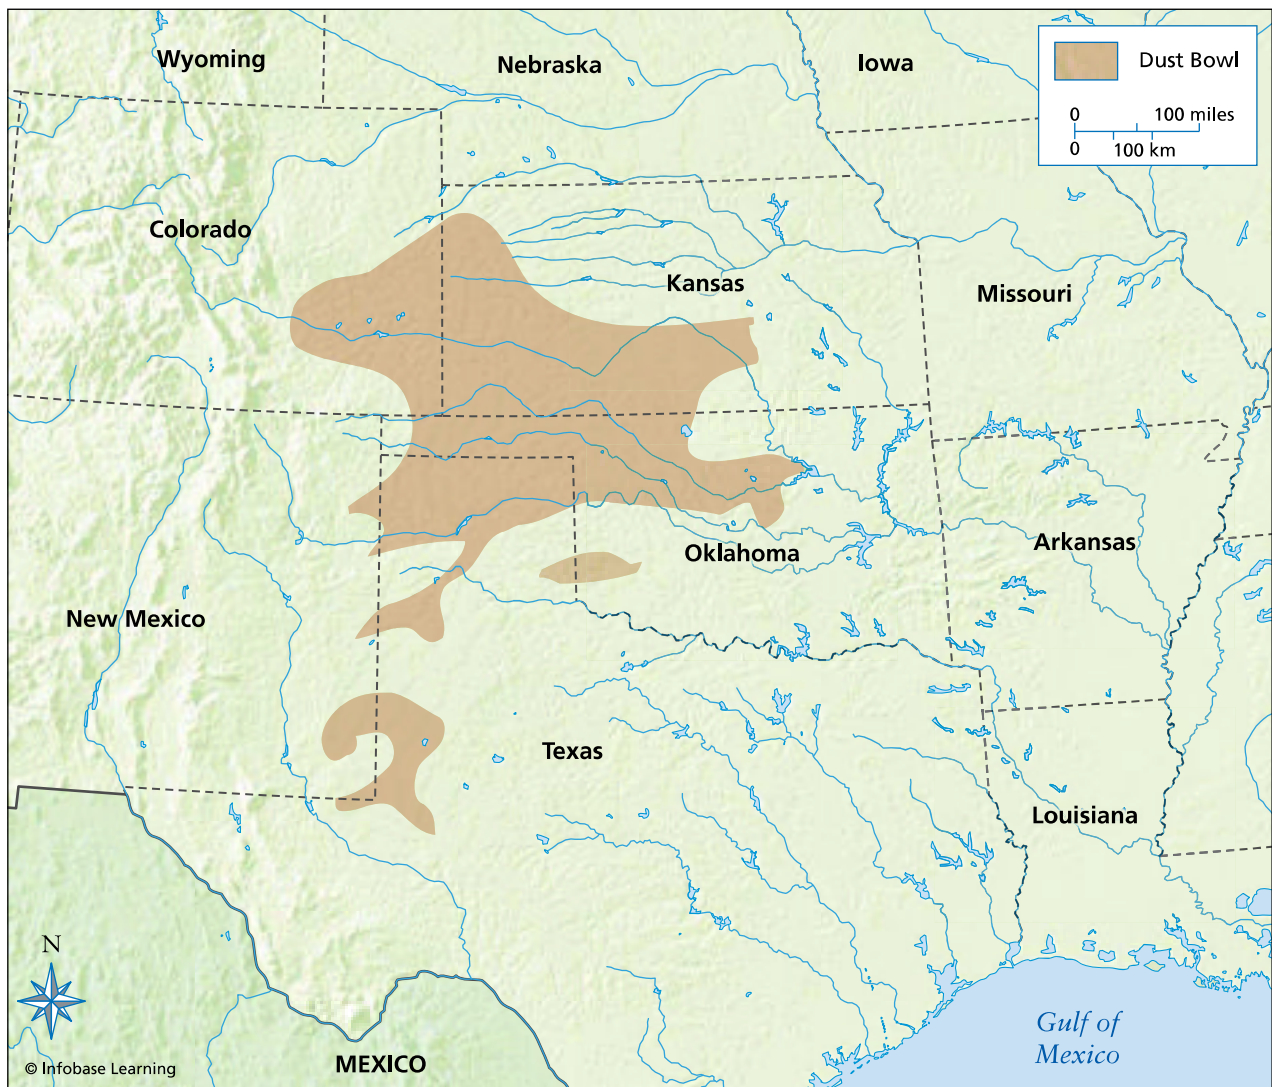 Wyoming
Nebraska
Iowa
Dust Bowl
0 100 miles
0 100 km
Colorado
Kansas
Missouri
Oklahoma
Arkansas
New Mexico
Texas
Louisiana
N
Gulf of
Mexico
MEXICO
© Infobase Learning